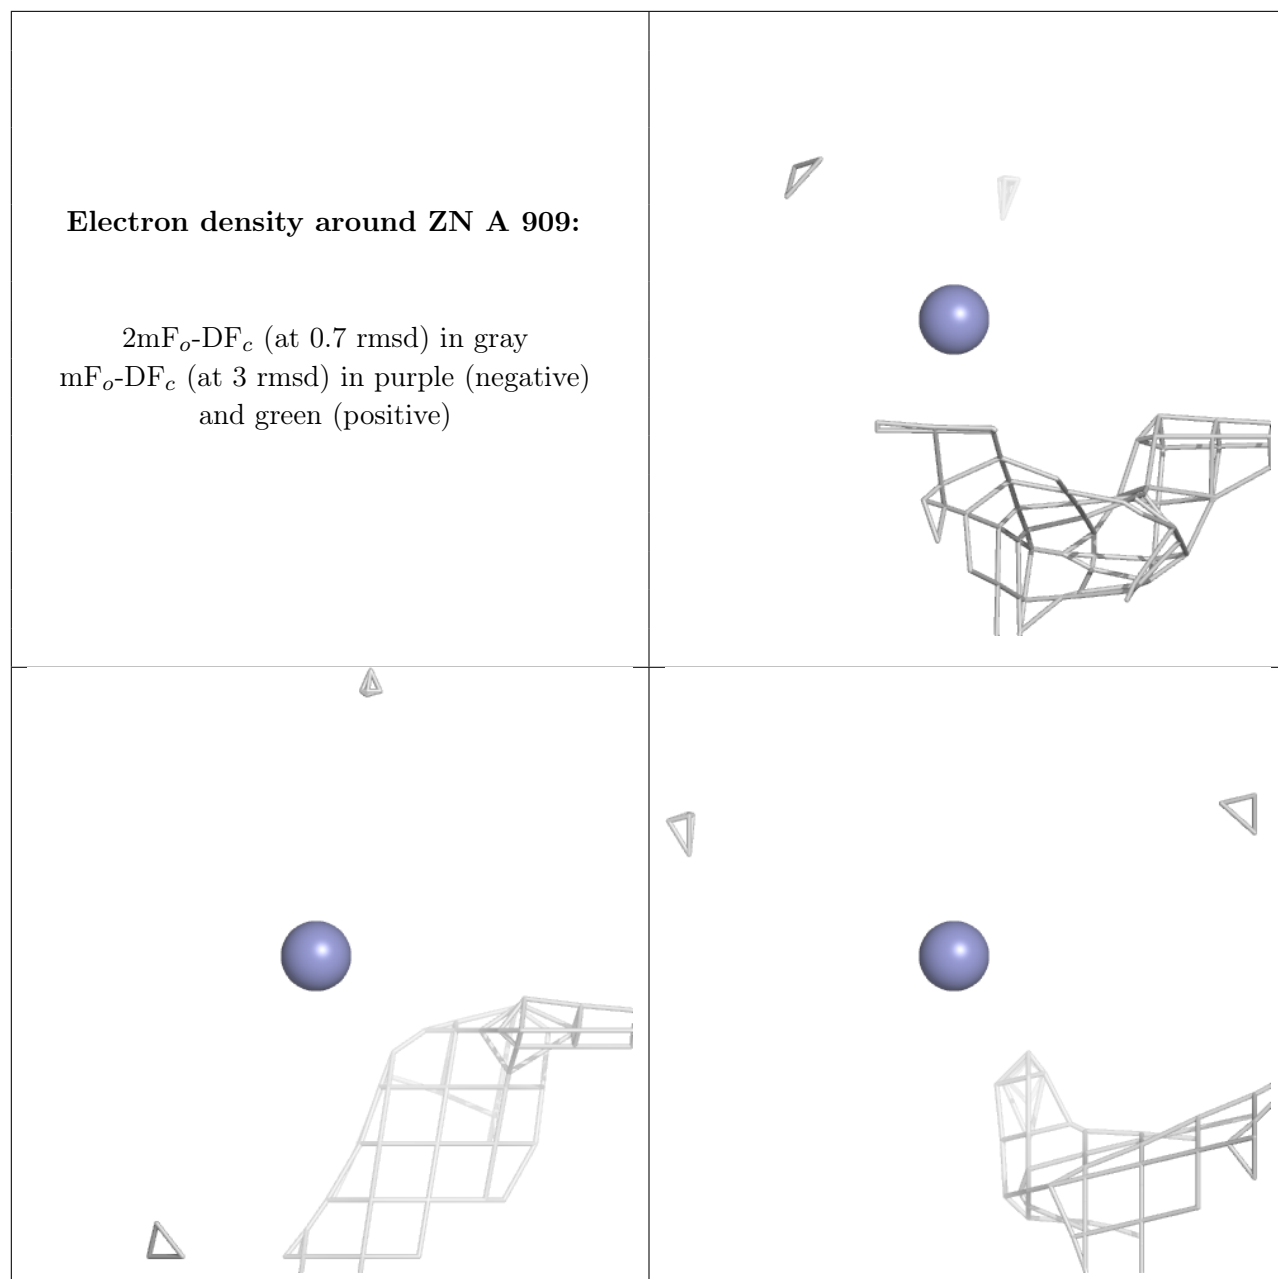 Electron density around ZN A 909:
2mFo-DFc (at 0.7 rmsd) in gray
mFo-DFc (at 3 rmsd) in purple (negative)
and green (positive)